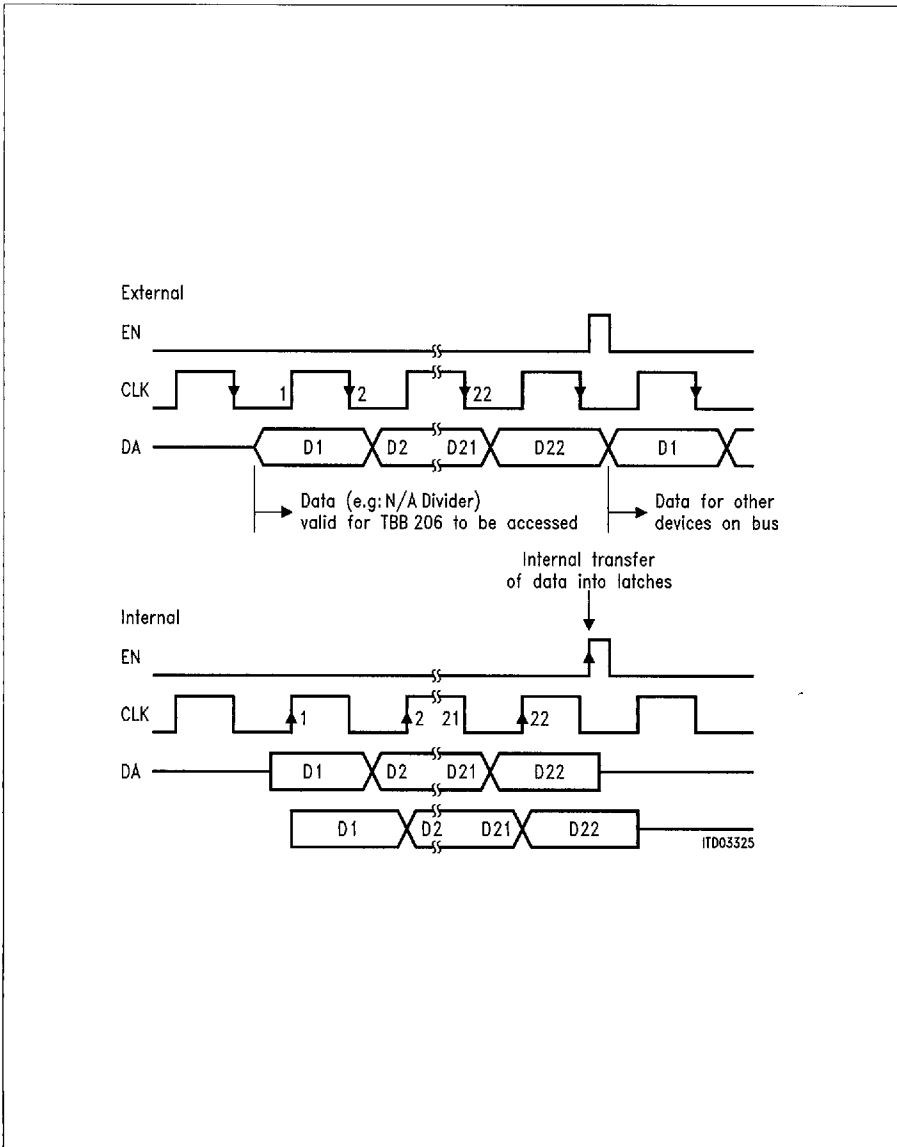 External
EN
CLK 1 2 22
DA D1 D2 D21 D22 D1
Data (e.g: N/A Divider)
valid for TBB 206 to be accessed
Data for other
devices on bus
Internal transfer
of data into latches
Internal
EN
CLK 1 2 21 22
DA D1 D2 D21 D22
D1 D2 D21 D22
ITD03325